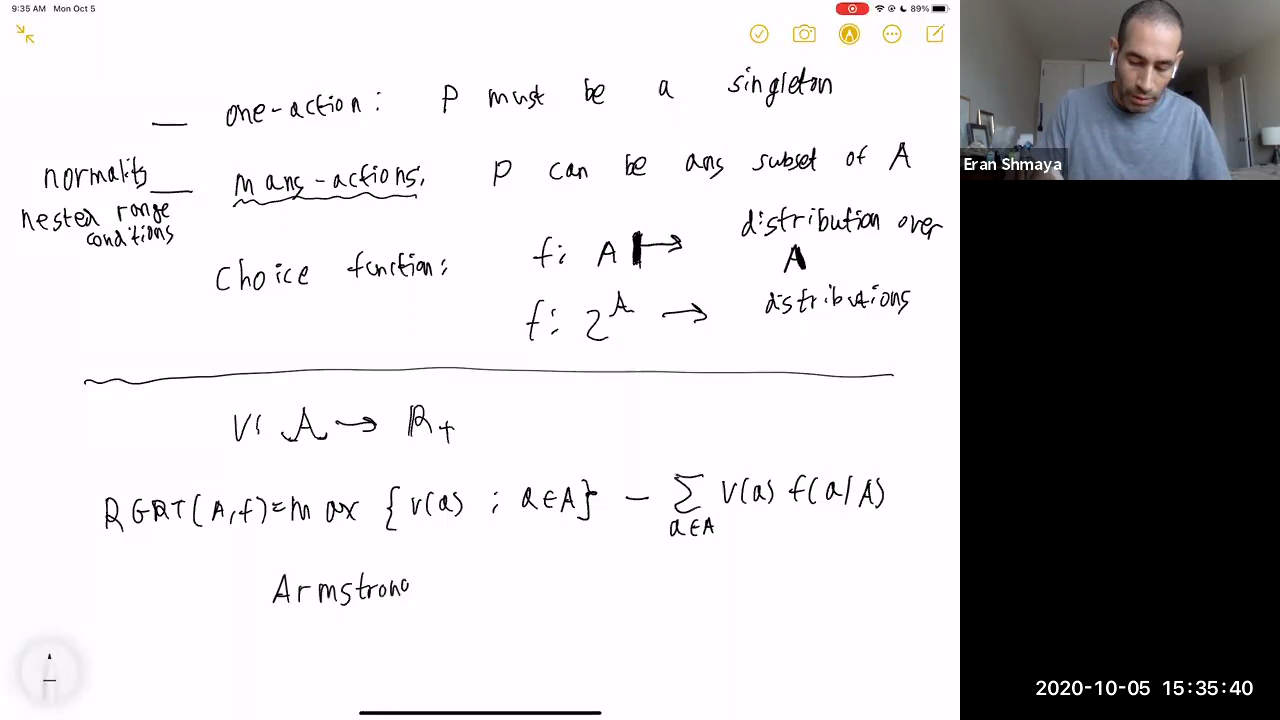 9:35 AM Mon Oct 5
89%
one-action: P must be a singleton
normality
many-actions. P can be any subset of A
nested range
conditions
distribution over
f: A ↦ A
Choice function:
f: 2^A → distributions
V: A → R+
RGRT(A,f)=max {v(a) ; a∈A} - ∑ v(a) f(a|A)
a∈A
Armstrong
Eran Shmaya
2020-10-05 15:35:40